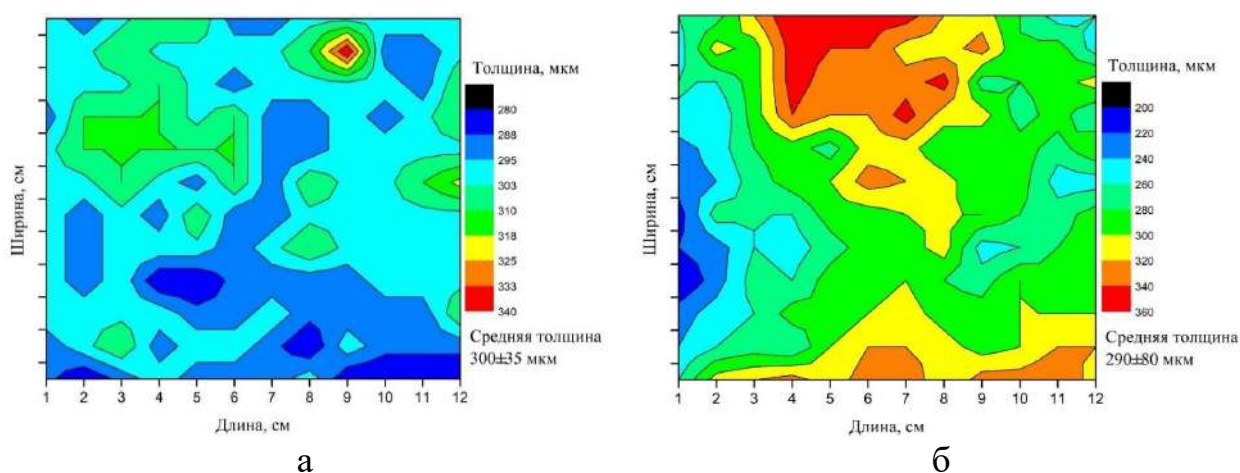 Толщина, мкм
280
288
295
303
310
318
325
333
340
Средняя толщина
300±35 мкм
Ширина, см
1 2 3 4 5 6 7 8 9 10 11 12
Длина, см
а
Толщина, мкм
200
220
240
260
280
300
320
340
360
Средняя толщина
290±80 мкм
Ширина, см
1 2 3 4 5 6 7 8 9 10 11 12
Длина, см
б